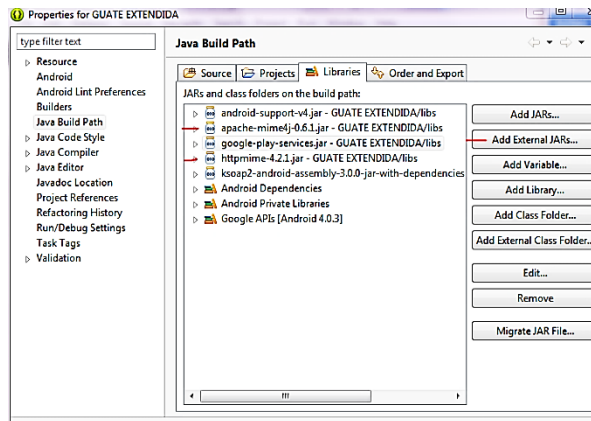 Properties for GUATE EXTENDIDA
type filter text
Resource
Android
Android Lint Preferences
Builders
Java Build Path
Java Code Style
Java Compiler
Java Editor
Javadoc Location
Project References
Refactoring History
Run/Debug Settings
Task Tags
Validation
Java Build Path
Source
Projects
Libraries
Order and Export
JARs and class folders on the build path:
android-support-v4.jar - GUATE EXTENDIDA/libs
apache-mime4j-0.6.1.jar - GUATE EXTENDIDA/libs
google-play-services.jar - GUATE EXTENDIDA/libs
httpmime-4.2.1.jar - GUATE EXTENDIDA/libs
ksoap2-android-assembly-3.0.0-jar-with-dependencies
Android Dependencies
Android Private Libraries
Google APIs [Android 4.0.3]
Add JARs...
Add External JARs...
Add Variable...
Add Library...
Add Class Folder...
Add External Class Folder..
Edit...
Remove
Migrate JAR File...